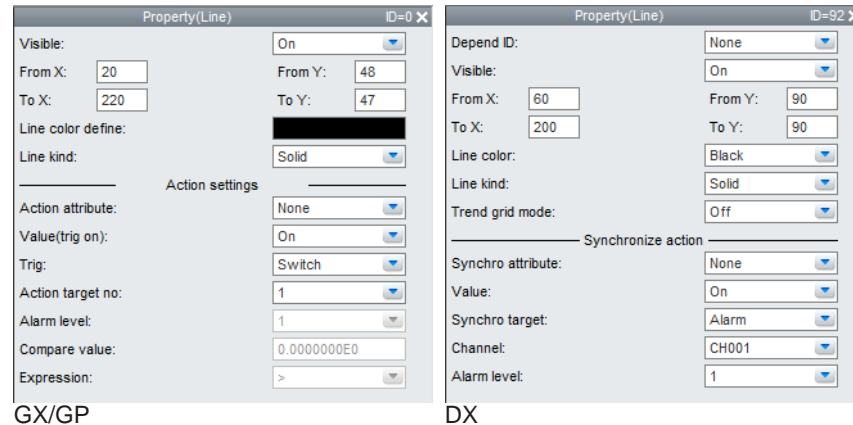 Property(Line) ID=0 X
Visible: On
From X: 20 From Y: 48
To X: 220 To Y: 47
Line color define:
Line kind: Solid
Action settings
Action attribute: None
Value(trig on): On
Trig: Switch
Action target no: 1
Alarm level: 1
Compare value: 0.0000000E0
Expression: >
GX/GP
Property(Line) ID=92 X
Depend ID: None
Visible: On
From X: 60 From Y: 90
To X: 200 To Y: 90
Line color: Black
Line kind: Solid
Trend grid mode: Off
Synchronize action
Synchro attribute: None
Value: On
Synchro target: Alarm
Channel: CH001
Alarm level: 1
DX